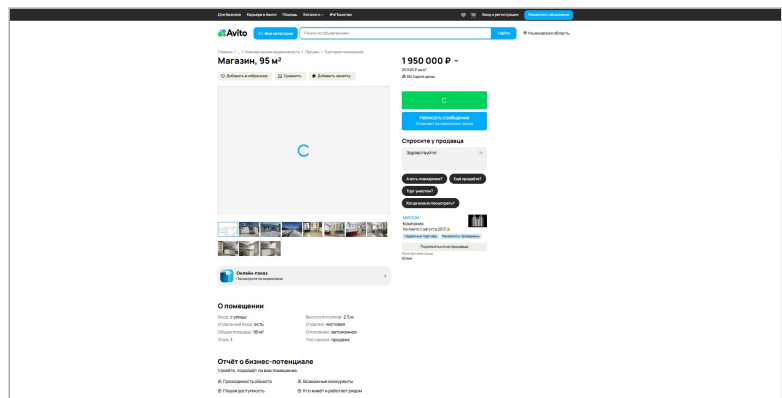 Для бизнеса Карьера в Авито Помощь Каталоги #яПомогаю Вход и регистрация Разместить объявление
Avito Все категории Поиск по объявлениям Найти Ульяновская область
Главная › ... › Коммерческая недвижимость › Продам › Торговое помещение
Магазин, 95 м²
1 950 000 ₽
20 526 ₽ за м²
Добавить в избранное Сравнить Добавить заметку
История цены
Написать сообщение
Отвечает за несколько часов
Спросите у продавца
Здравствуйте!
А есть планировка? Ещё продаёте?
Торг уместен?
Когда можно посмотреть?
Компания
На Авито с августа 2015
Надёжный партнёр Реквизиты проверены
Подписаться на продавца
Контактное лицо
Юлия
Онлайн-показ
Посмотрите по видеосвязи
О помещении
Вход: с улицы
Отдельный вход: есть
Общая площадь: 95 м²
Этаж: 1
Высота потолков: 2.5 м
Отделка: чистовая
Отопление: автономное
Тип сделки: продажа
Отчёт о бизнес-потенциале
Узнайте, подойдёт ли вам помещение
Проходимость объекта Возможные конкуренты
Пешая доступность Кто живёт и работает рядом